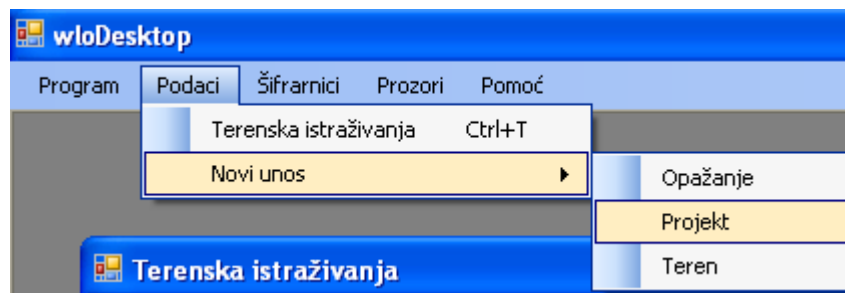 wloDesktop
Program Podaci Šifrarnici Prozori Pomoć
Terenska istraživanja Ctrl+T
Novi unos
Opažanje
Projekt
Teren
Terenska istraživanja